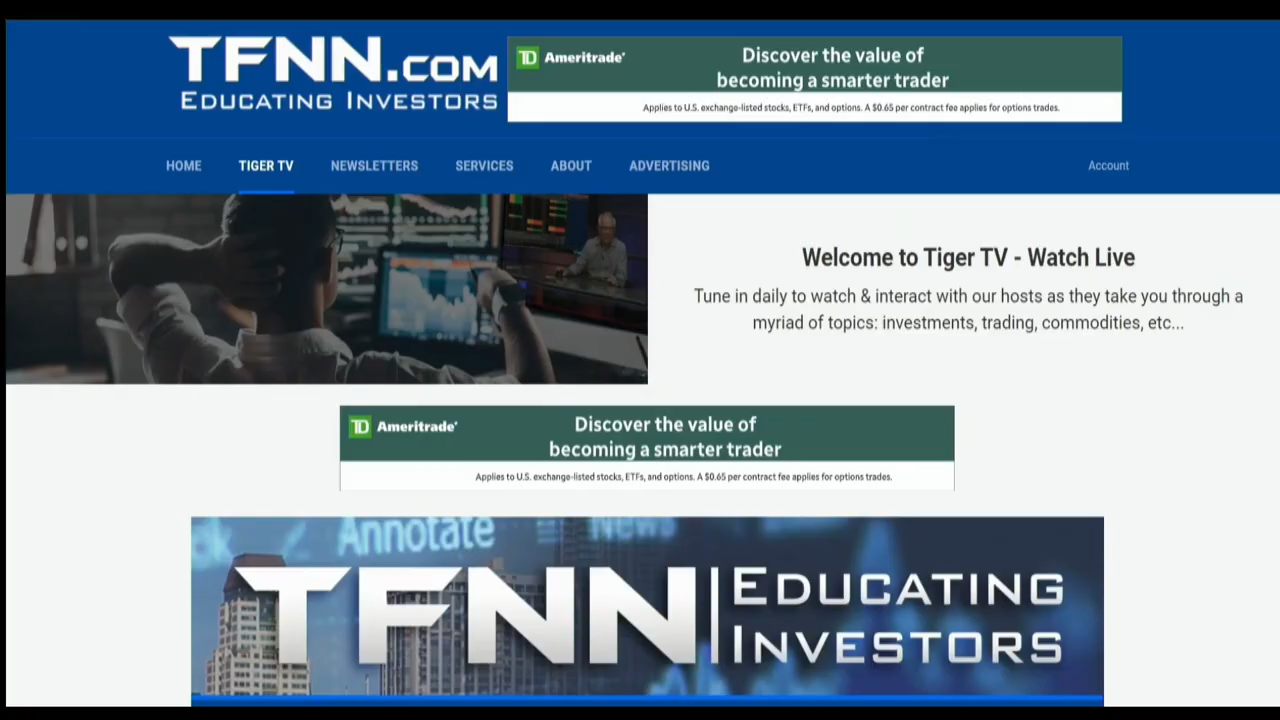 TFNN.COM
EDUCATING INVESTORS
TD Ameritrade
Discover the value of
becoming a smarter trader
Applies to U.S. exchange-listed stocks, ETFs, and options. A $0.65 per contract fee applies for options trades.
HOME TIGER TV NEWSLETTERS SERVICES ABOUT ADVERTISING Account
Welcome to Tiger TV - Watch Live
Tune in daily to watch & interact with our hosts as they take you through a
myriad of topics: investments, trading, commodities, etc...
TD Ameritrade
Discover the value of
becoming a smarter trader
Applies to U.S. exchange-listed stocks, ETFs, and options. A $0.65 per contract fee applies for options trades.
Annotate News
TFNN
EDUCATING
INVESTORS